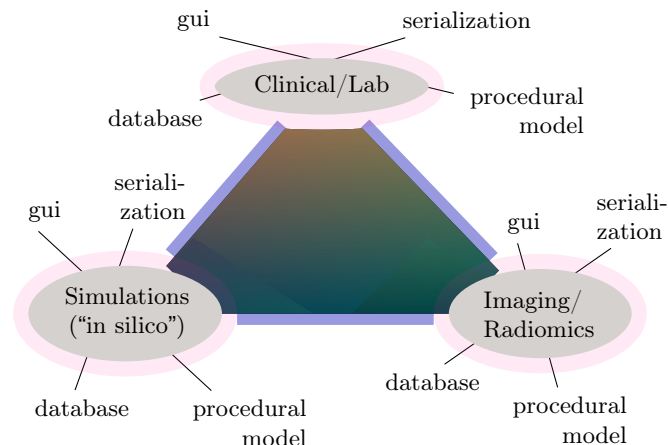 gui
serialization
Clinical/Lab
database
procedural
model
seriali-
zation
gui
Simulations
(“in silico”)
database
procedural
model
seriali-
zation
gui
Imaging/
Radiomics
database
procedural
model